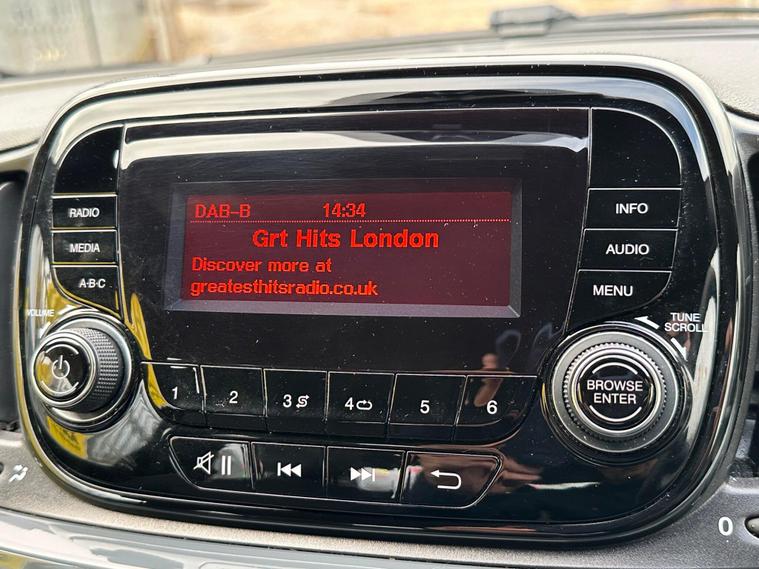 DAB-B 14:34
Grt Hits London
Discover more at
greatesthitsradio.co.uk
RADIO
MEDIA
A·B·C
VOLUME
INFO
AUDIO
MENU
TUNE
SCROLL
BROWSE
ENTER
1 2 3 4 5 6
0